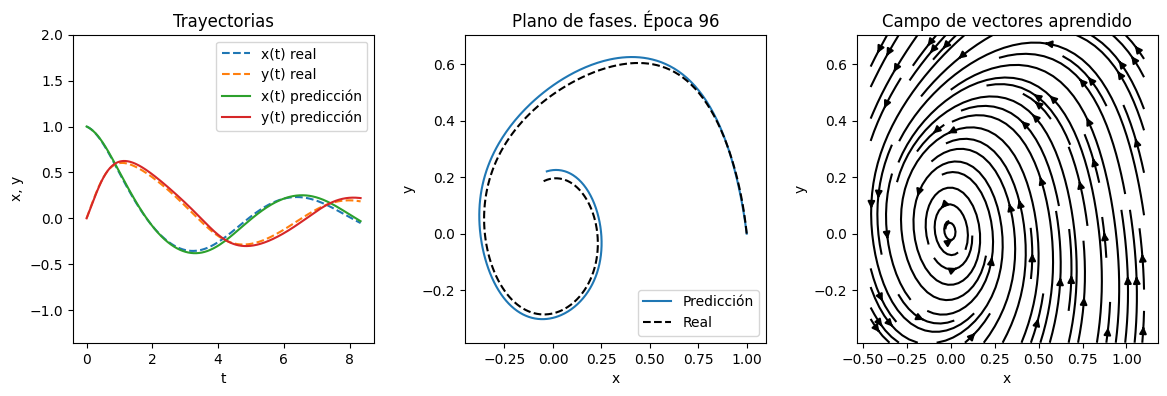 Trayectorias
2.0
1.5
1.0
0.5
0.0
−0.5
−1.0
x, y
0
2
4
6
8
t
x(t) real
y(t) real
x(t) predicción
y(t) predicción
Plano de fases. Época 96
0.6
0.4
0.2
0.0
−0.2
y
−0.25
0.00
0.25
0.50
0.75
1.00
x
Predicción
Real
Campo de vectores aprendido
0.6
0.4
0.2
0.0
−0.2
y
−0.50
−0.25
0.00
0.25
0.50
0.75
1.00
x